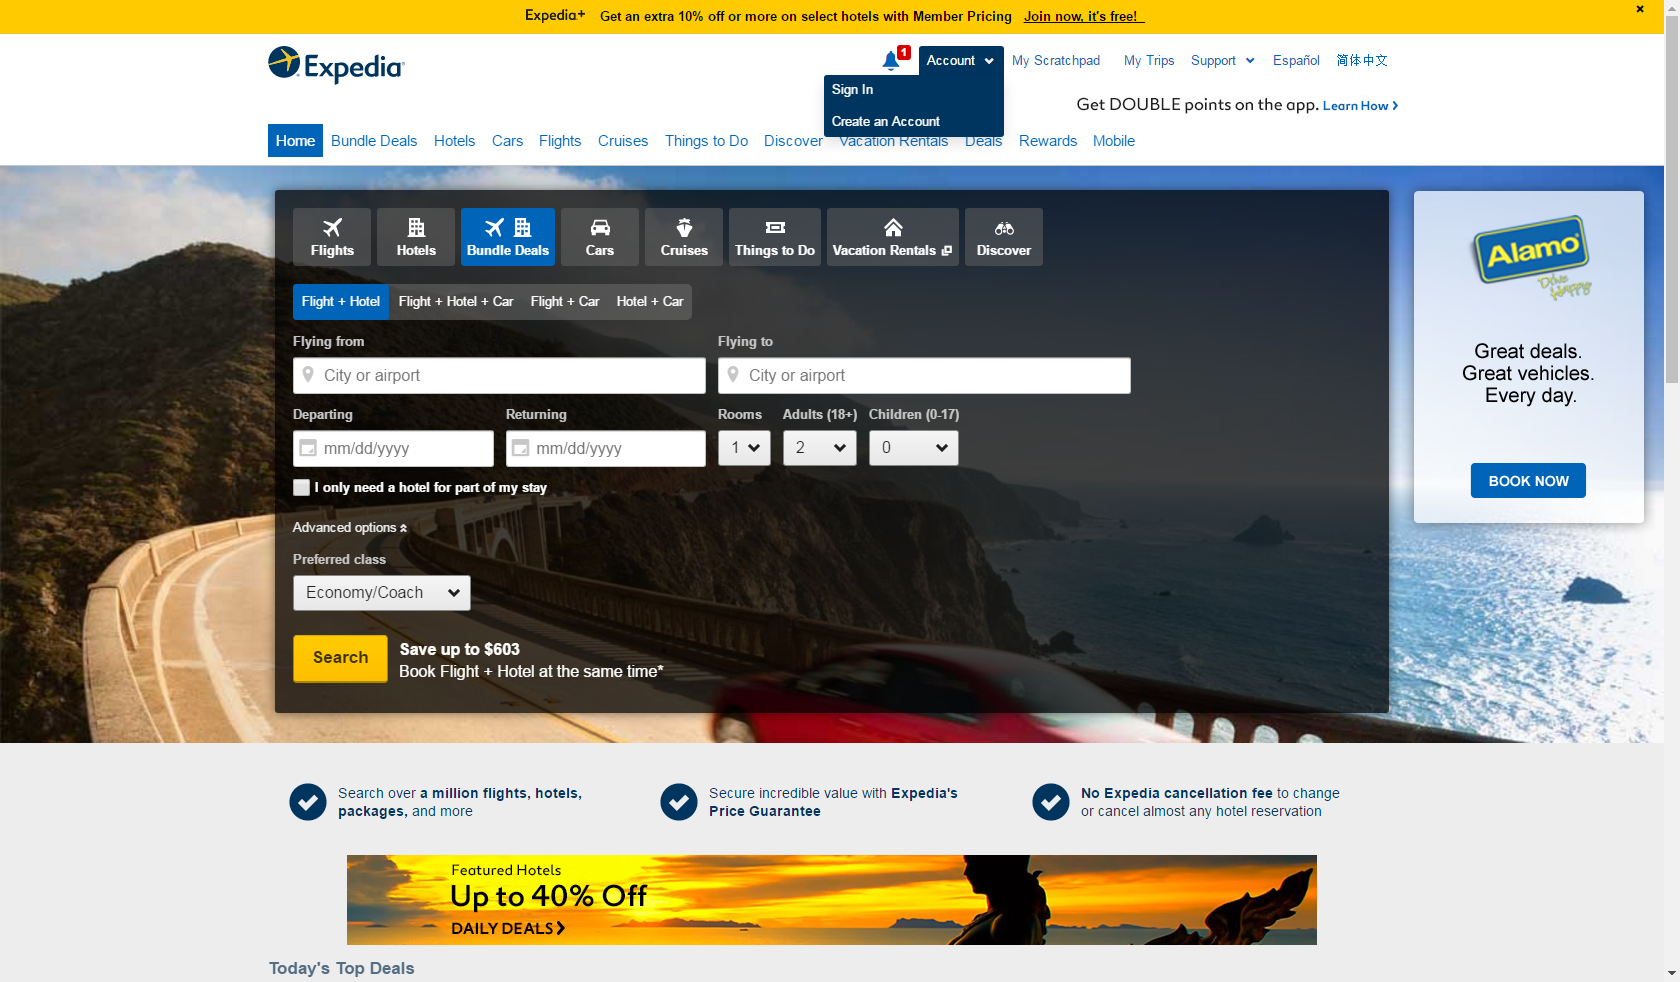 Expedia+ Get an extra 10% off or more on select hotels with Member Pricing Join now, it's free!
Expedia
1
Account My Scratchpad My Trips Support Español 简体中文
Sign In
Create an Account
Get DOUBLE points on the app. Learn How
Home Bundle Deals Hotels Cars Flights Cruises Things to Do Discover Vacation Rentals Deals Rewards Mobile
Flights Hotels Bundle Deals Cars Cruises Things to Do Vacation Rentals Discover
Flight + Hotel Flight + Hotel + Car Flight + Car Hotel + Car
Flying from Flying to
City or airport City or airport
Departing Returning Rooms Adults (18+) Children (0-17)
mm/dd/yyyy mm/dd/yyyy 1 2 0
I only need a hotel for part of my stay
Advanced options
Preferred class
Economy/Coach
Search
Save up to $603
Book Flight + Hotel at the same time*
Alamo
Drive Happy
Great deals.
Great vehicles.
Every day.
BOOK NOW
Search over a million flights, hotels,
packages, and more
Secure incredible value with Expedia's
Price Guarantee
No Expedia cancellation fee to change
or cancel almost any hotel reservation
Featured Hotels
Up to 40% Off
DAILY DEALS
Today's Top Deals